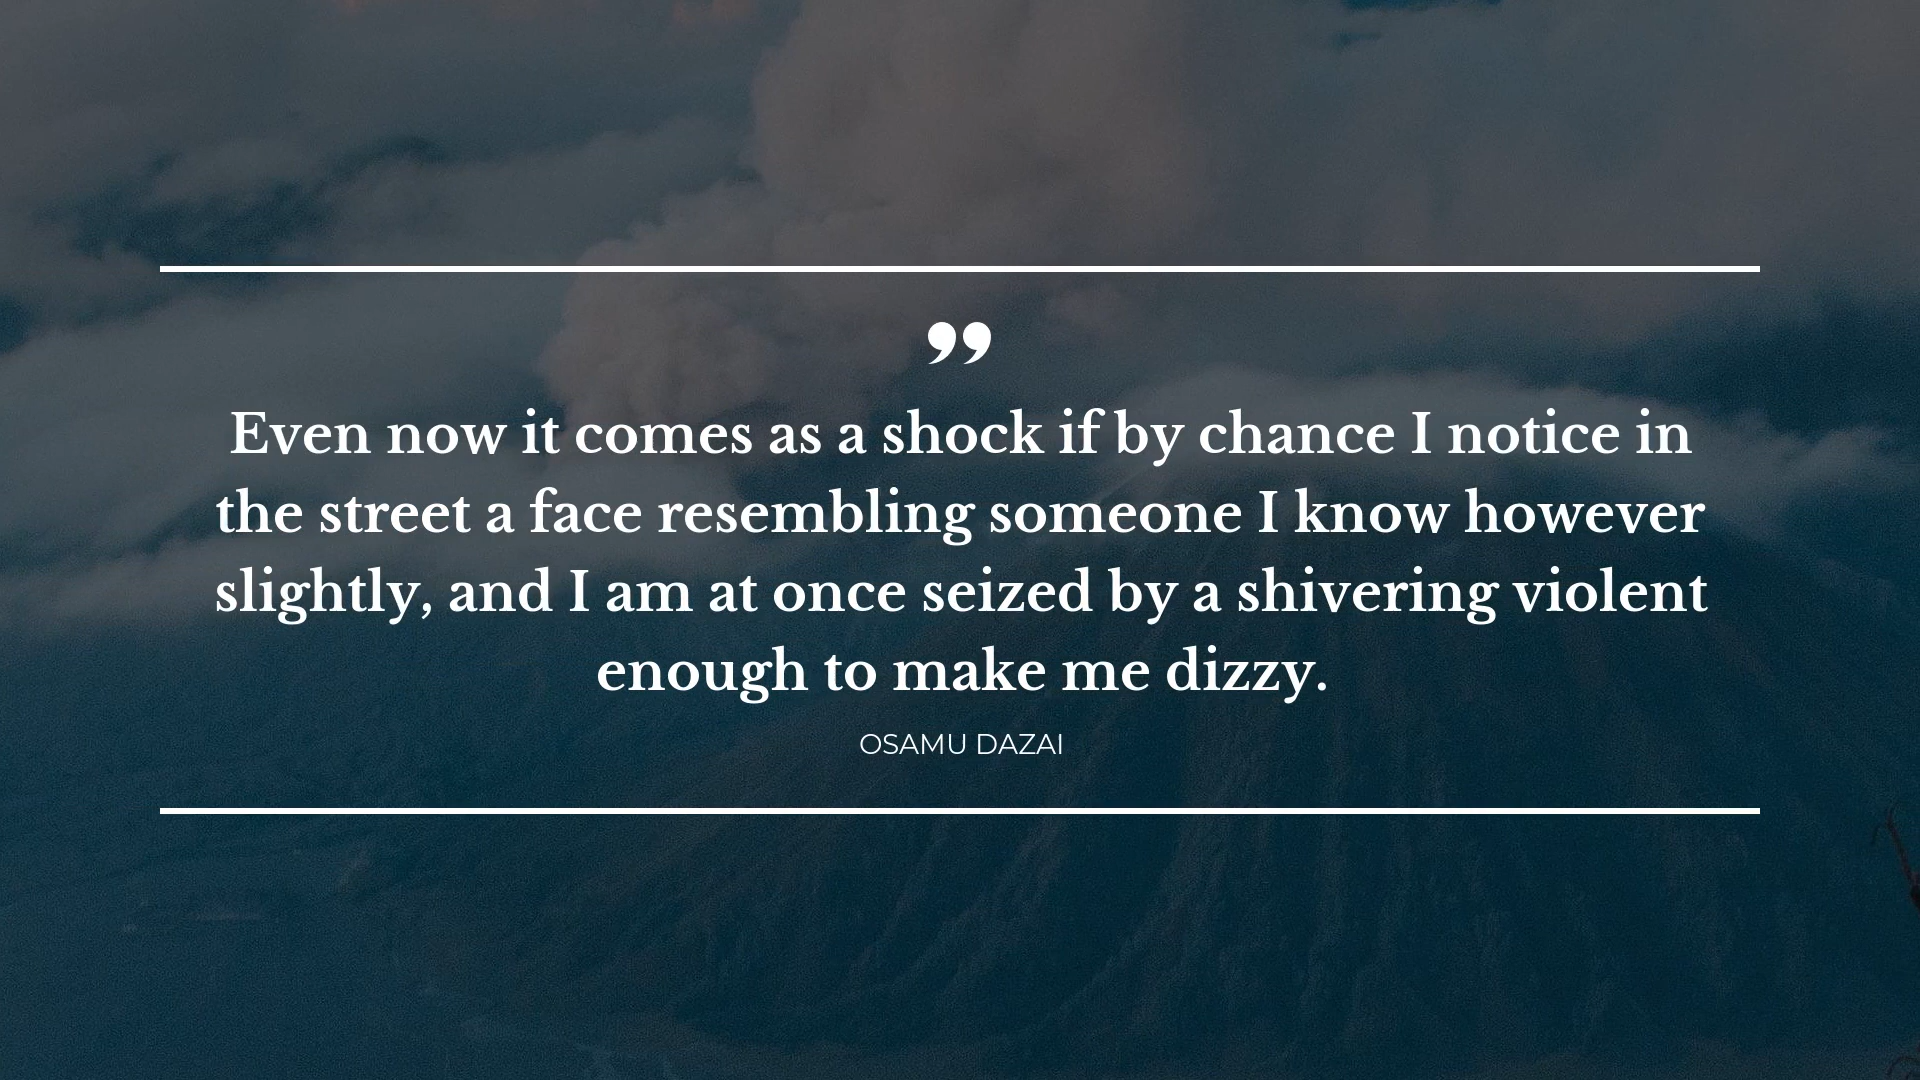 ”
Even now it comes as a shock if by chance I notice in
the street a face resembling someone I know however
slightly, and I am at once seized by a shivering violent
enough to make me dizzy.
OSAMU DAZAI